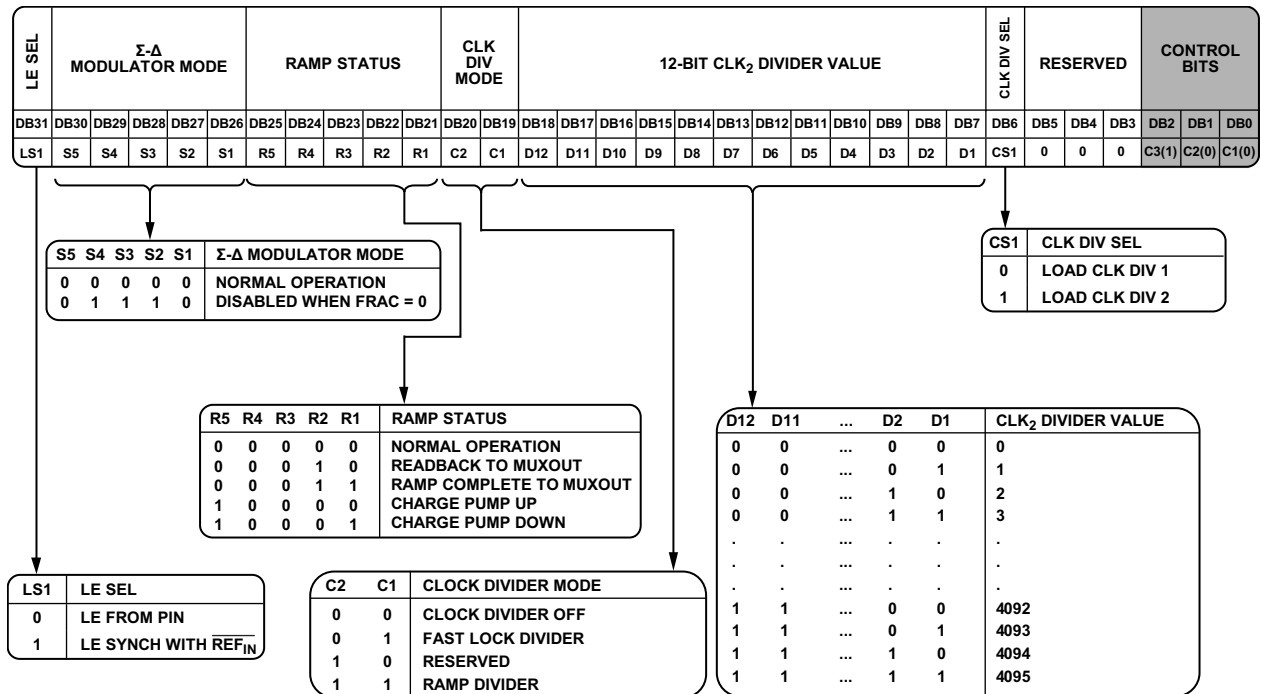 LE SEL
Σ-Δ
MODULATOR MODE
RAMP STATUS
CLK
DIV
MODE
12-BIT CLK₂ DIVIDER VALUE
CLK DIV SEL
RESERVED
CONTROL
BITS
DB31 DB30 DB29 DB28 DB27 DB26 DB25 DB24 DB23 DB22 DB21 DB20 DB19 DB18 DB17 DB16 DB15 DB14 DB13 DB12 DB11 DB10 DB9 DB8 DB7 DB6 DB5 DB4 DB3 DB2 DB1 DB0
LS1 S5 S4 S3 S2 S1 R5 R4 R3 R2 R1 C2 C1 D12 D11 D10 D9 D8 D7 D6 D5 D4 D3 D2 D1 CS1 0 0 0 C3(1) C2(0) C1(0)
S5 S4 S3 S2 S1 Σ-Δ MODULATOR MODE
0 0 0 0 0 NORMAL OPERATION
0 1 1 1 0 DISABLED WHEN FRAC = 0
CS1 CLK DIV SEL
0 LOAD CLK DIV 1
1 LOAD CLK DIV 2
R5 R4 R3 R2 R1 RAMP STATUS
0 0 0 0 0 NORMAL OPERATION
0 0 0 1 0 READBACK TO MUXOUT
0 0 0 1 1 RAMP COMPLETE TO MUXOUT
1 0 0 0 0 CHARGE PUMP UP
1 0 0 0 1 CHARGE PUMP DOWN
D12 D11 ... D2 D1 CLK₂ DIVIDER VALUE
0 0 ... 0 0 0
0 0 ... 0 1 1
0 0 ... 1 0 2
0 0 ... 1 1 3
. . ... . . .
. . ... . . .
. . ... . . .
1 1 ... 0 0 4092
1 1 ... 0 1 4093
1 1 ... 1 0 4094
1 1 ... 1 1 4095
LS1 LE SEL
0 LE FROM PIN
1 LE SYNCH WITH R̅E̅F̅I̅N̅
C2 C1 CLOCK DIVIDER MODE
0 0 CLOCK DIVIDER OFF
0 1 FAST LOCK DIVIDER
1 0 RESERVED
1 1 RAMP DIVIDER